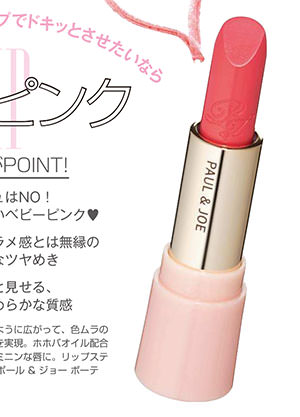 プでドキッとさせたいなら
ピンク
POINT!
はNO！
いベビーピンク♥
ラメ感とは無縁の
なツヤめき
と見せる、
わらかな質感
ように広がって、色ムラの
を実現。ホホバオイル配合
ミニンな唇に。リップステ
ポール & ジョー ボーテ
PAUL & JOE